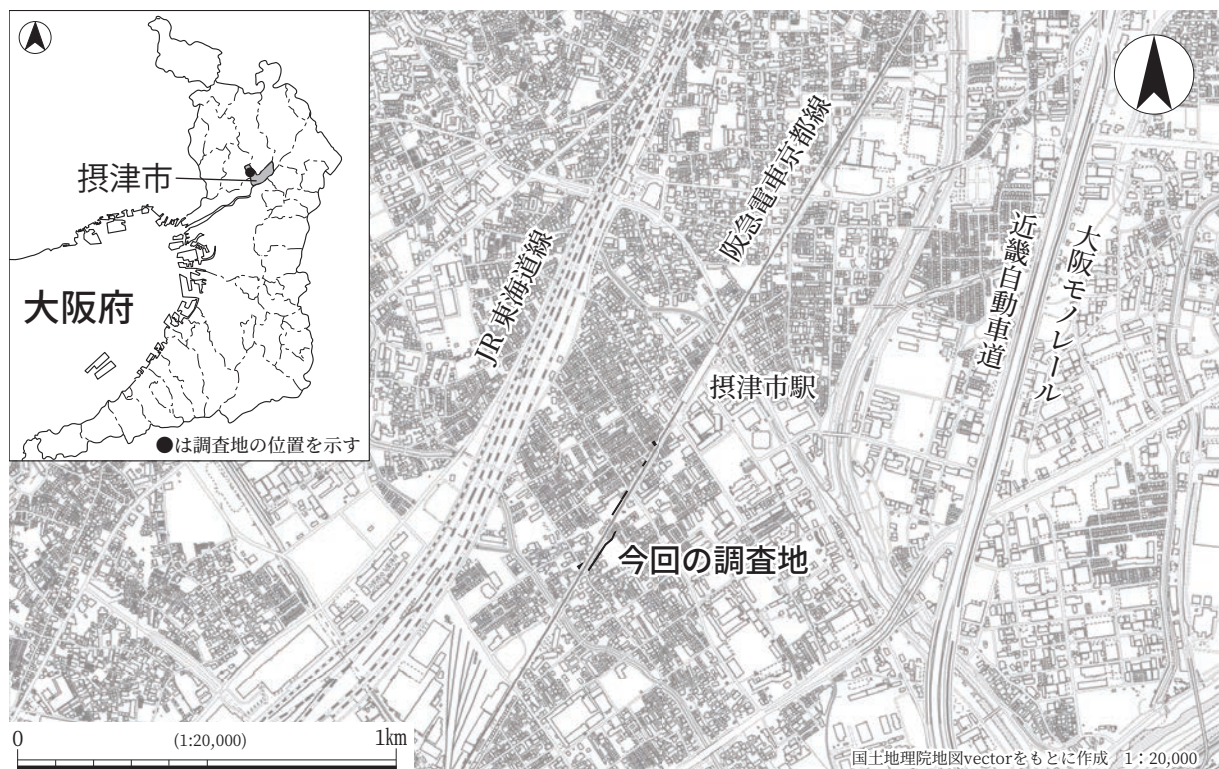 摂津市
大阪府
●は調査地の位置を示す
JR 東海道線
阪急電車京都線
近畿自動車道
大阪モノレール
摂津市駅
今回の調査地
0 (1:20,000) 1km
国土地理院地図vectorをもとに作成 1：20,000